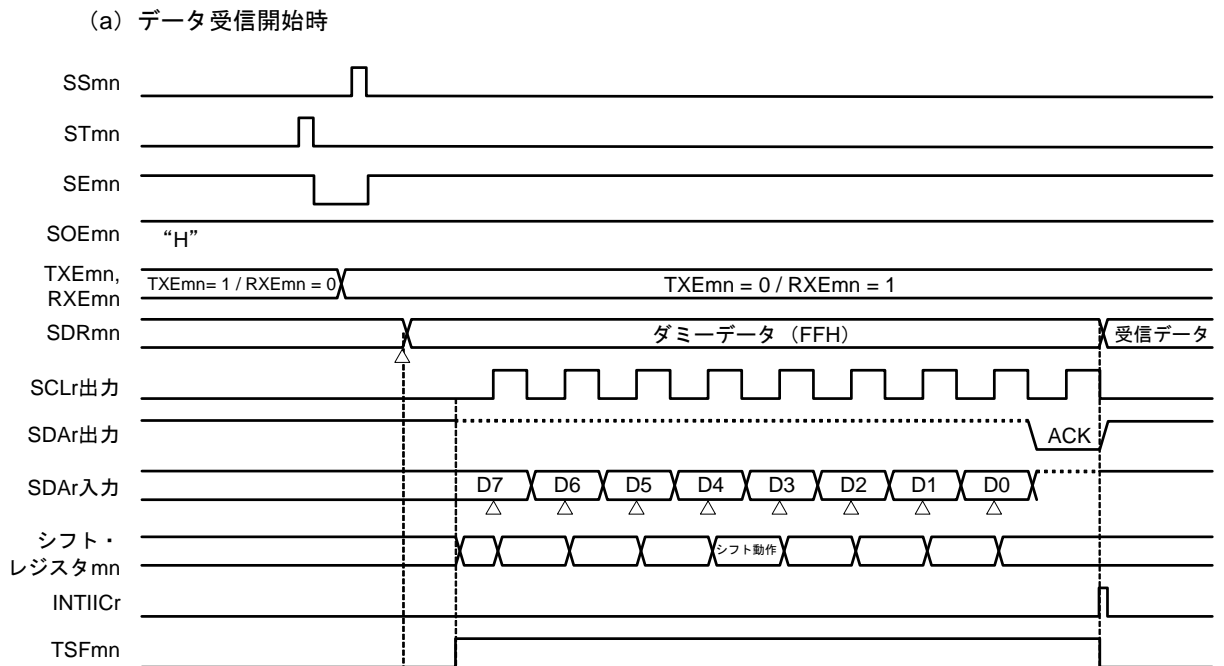 (a) データ受信開始時
SSmn
STmn
SEmn
SOEmn “H”
TXEmn,
RXEmn
TXEmn= 1 / RXEmn = 0
TXEmn = 0 / RXEmn = 1
SDRmn
ダミーデータ (FFH)
受信データ
SCLr出力
SDAr出力
ACK
SDAr入力
D7 D6 D5 D4 D3 D2 D1 D0
シフト・
レジスタmn
シフト動作
INTIICr
TSFmn